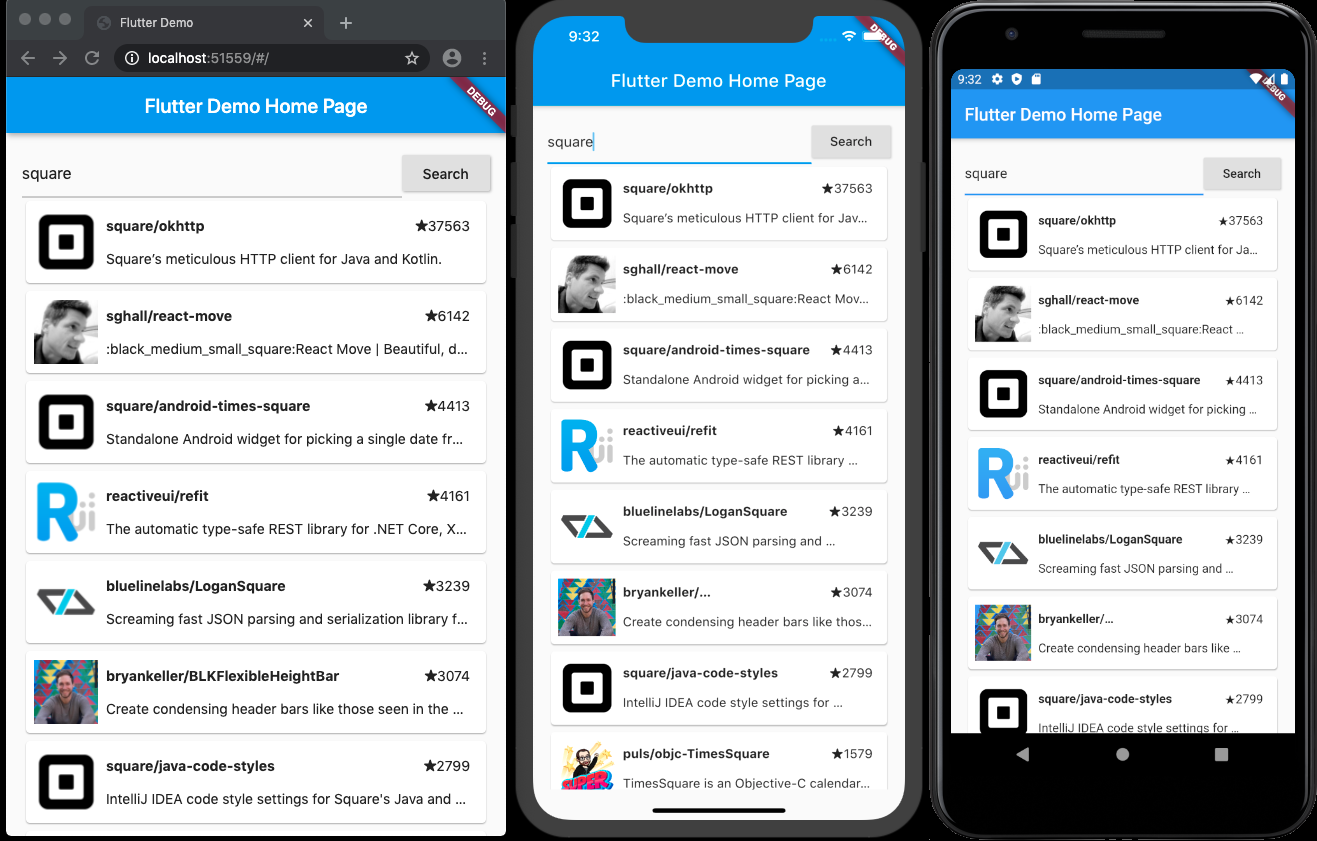 Flutter Demo
localhost:51559/#/
Flutter Demo Home Page
DEBUG
square
Search
square/okhttp ★37563
Square's meticulous HTTP client for Java and Kotlin.
sghall/react-move ★6142
:black_medium_small_square:React Move | Beautiful, d...
square/android-times-square ★4413
Standalone Android widget for picking a single date fr...
reactiveui/refit ★4161
The automatic type-safe REST library for .NET Core, X...
bluelinelabs/LoganSquare ★3239
Screaming fast JSON parsing and serialization library f...
bryankeller/BLKFlexibleHeightBar ★3074
Create condensing header bars like those seen in the ...
square/java-code-styles ★2799
IntelliJ IDEA code style settings for Square's Java and ...
9:32
DEBUG
Flutter Demo Home Page
square
Search
square/okhttp ★37563
Square's meticulous HTTP client for Jav...
sghall/react-move ★6142
:black_medium_small_square:React Mov...
square/android-times-square ★4413
Standalone Android widget for picking a...
reactiveui/refit ★4161
The automatic type-safe REST library ...
bluelinelabs/LoganSquare ★3239
Screaming fast JSON parsing and ...
bryankeller/... ★3074
Create condensing header bars like thos...
square/java-code-styles ★2799
IntelliJ IDEA code style settings for ...
puls/objc-TimesSquare ★1579
TimesSquare is an Objective-C calendar...
SUPER
9:32
DEBUG
Flutter Demo Home Page
square
Search
square/okhttp ★37563
Square's meticulous HTTP client for Ja...
sghall/react-move ★6142
:black_medium_small_square:React ...
square/android-times-square ★4413
Standalone Android widget for picking ...
reactiveui/refit ★4161
The automatic type-safe REST library ...
bluelinelabs/LoganSquare ★3239
Screaming fast JSON parsing and ...
bryankeller/... ★3074
Create condensing header bars like ...
square/java-code-styles ★2799
IntelliJ IDEA code style settings for ...